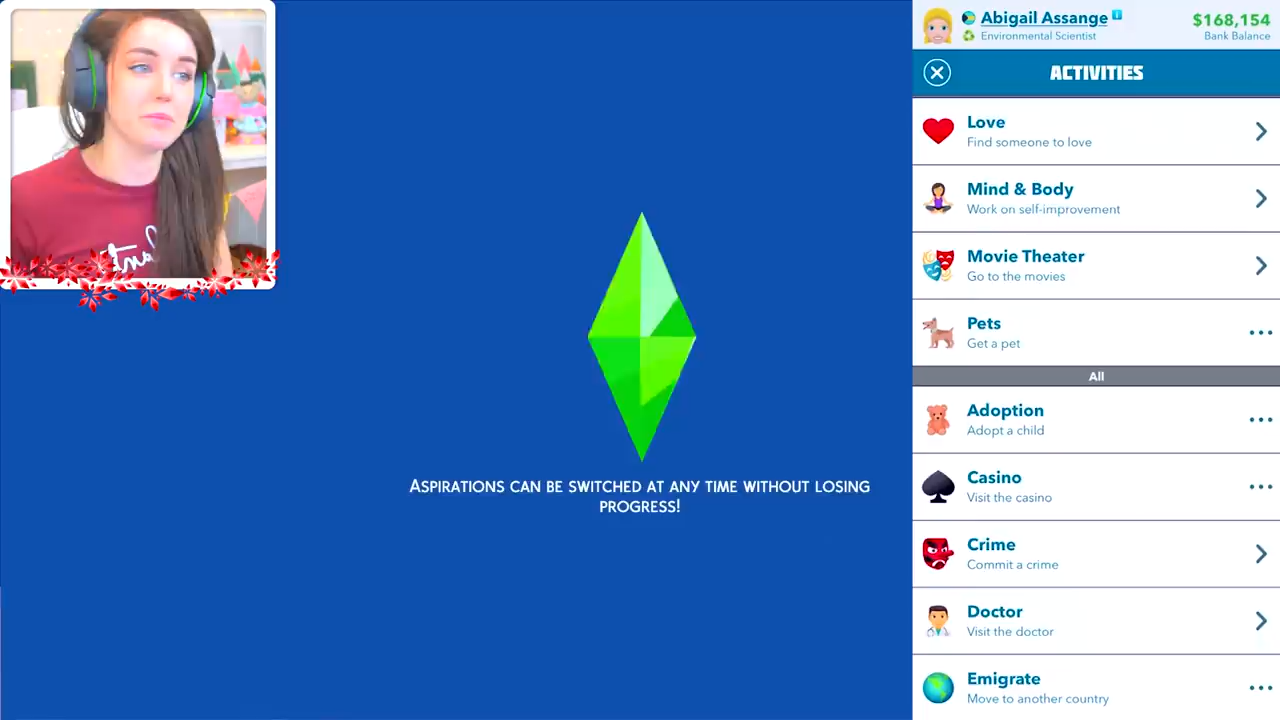 Abigail Assange
Environmental Scientist
$168,154
Bank Balance
ACTIVITIES
Love
Find someone to love
Mind & Body
Work on self-improvement
Movie Theater
Go to the movies
Pets
Get a pet
All
Adoption
Adopt a child
Casino
Visit the casino
Crime
Commit a crime
Doctor
Visit the doctor
Emigrate
Move to another country
ASPIRATIONS CAN BE SWITCHED AT ANY TIME WITHOUT LOSING
PROGRESS!